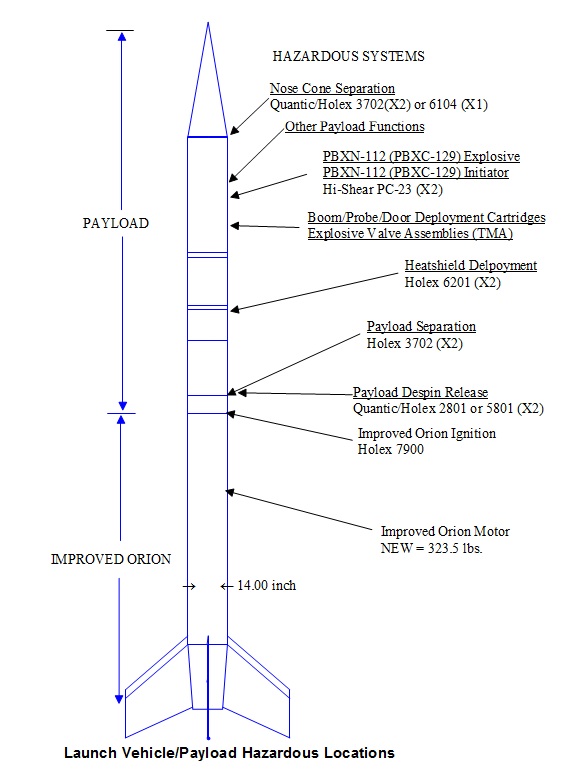 HAZARDOUS SYSTEMS
Nose Cone Separation
Quantic/Holex 3702(X2) or 6104 (X1)
Other Payload Functions
PBXN-112 (PBXC-129) Explosive
PBXN-112 (PBXC-129) Initiator
Hi-Shear PC-23 (X2)
PAYLOAD
Boom/Probe/Door Deployment Cartridges
Explosive Valve Assemblies (TMA)
Heatshield Delpoyment
Holex 6201 (X2)
Payload Separation
Holex 3702 (X2)
Payload Despin Release
Quantic/Holex 2801 or 5801 (X2)
Improved Orion Ignition
Holex 7900
Improved Orion Motor
NEW = 323.5 lbs.
IMPROVED ORION
14.00 inch
Launch Vehicle/Payload Hazardous Locations